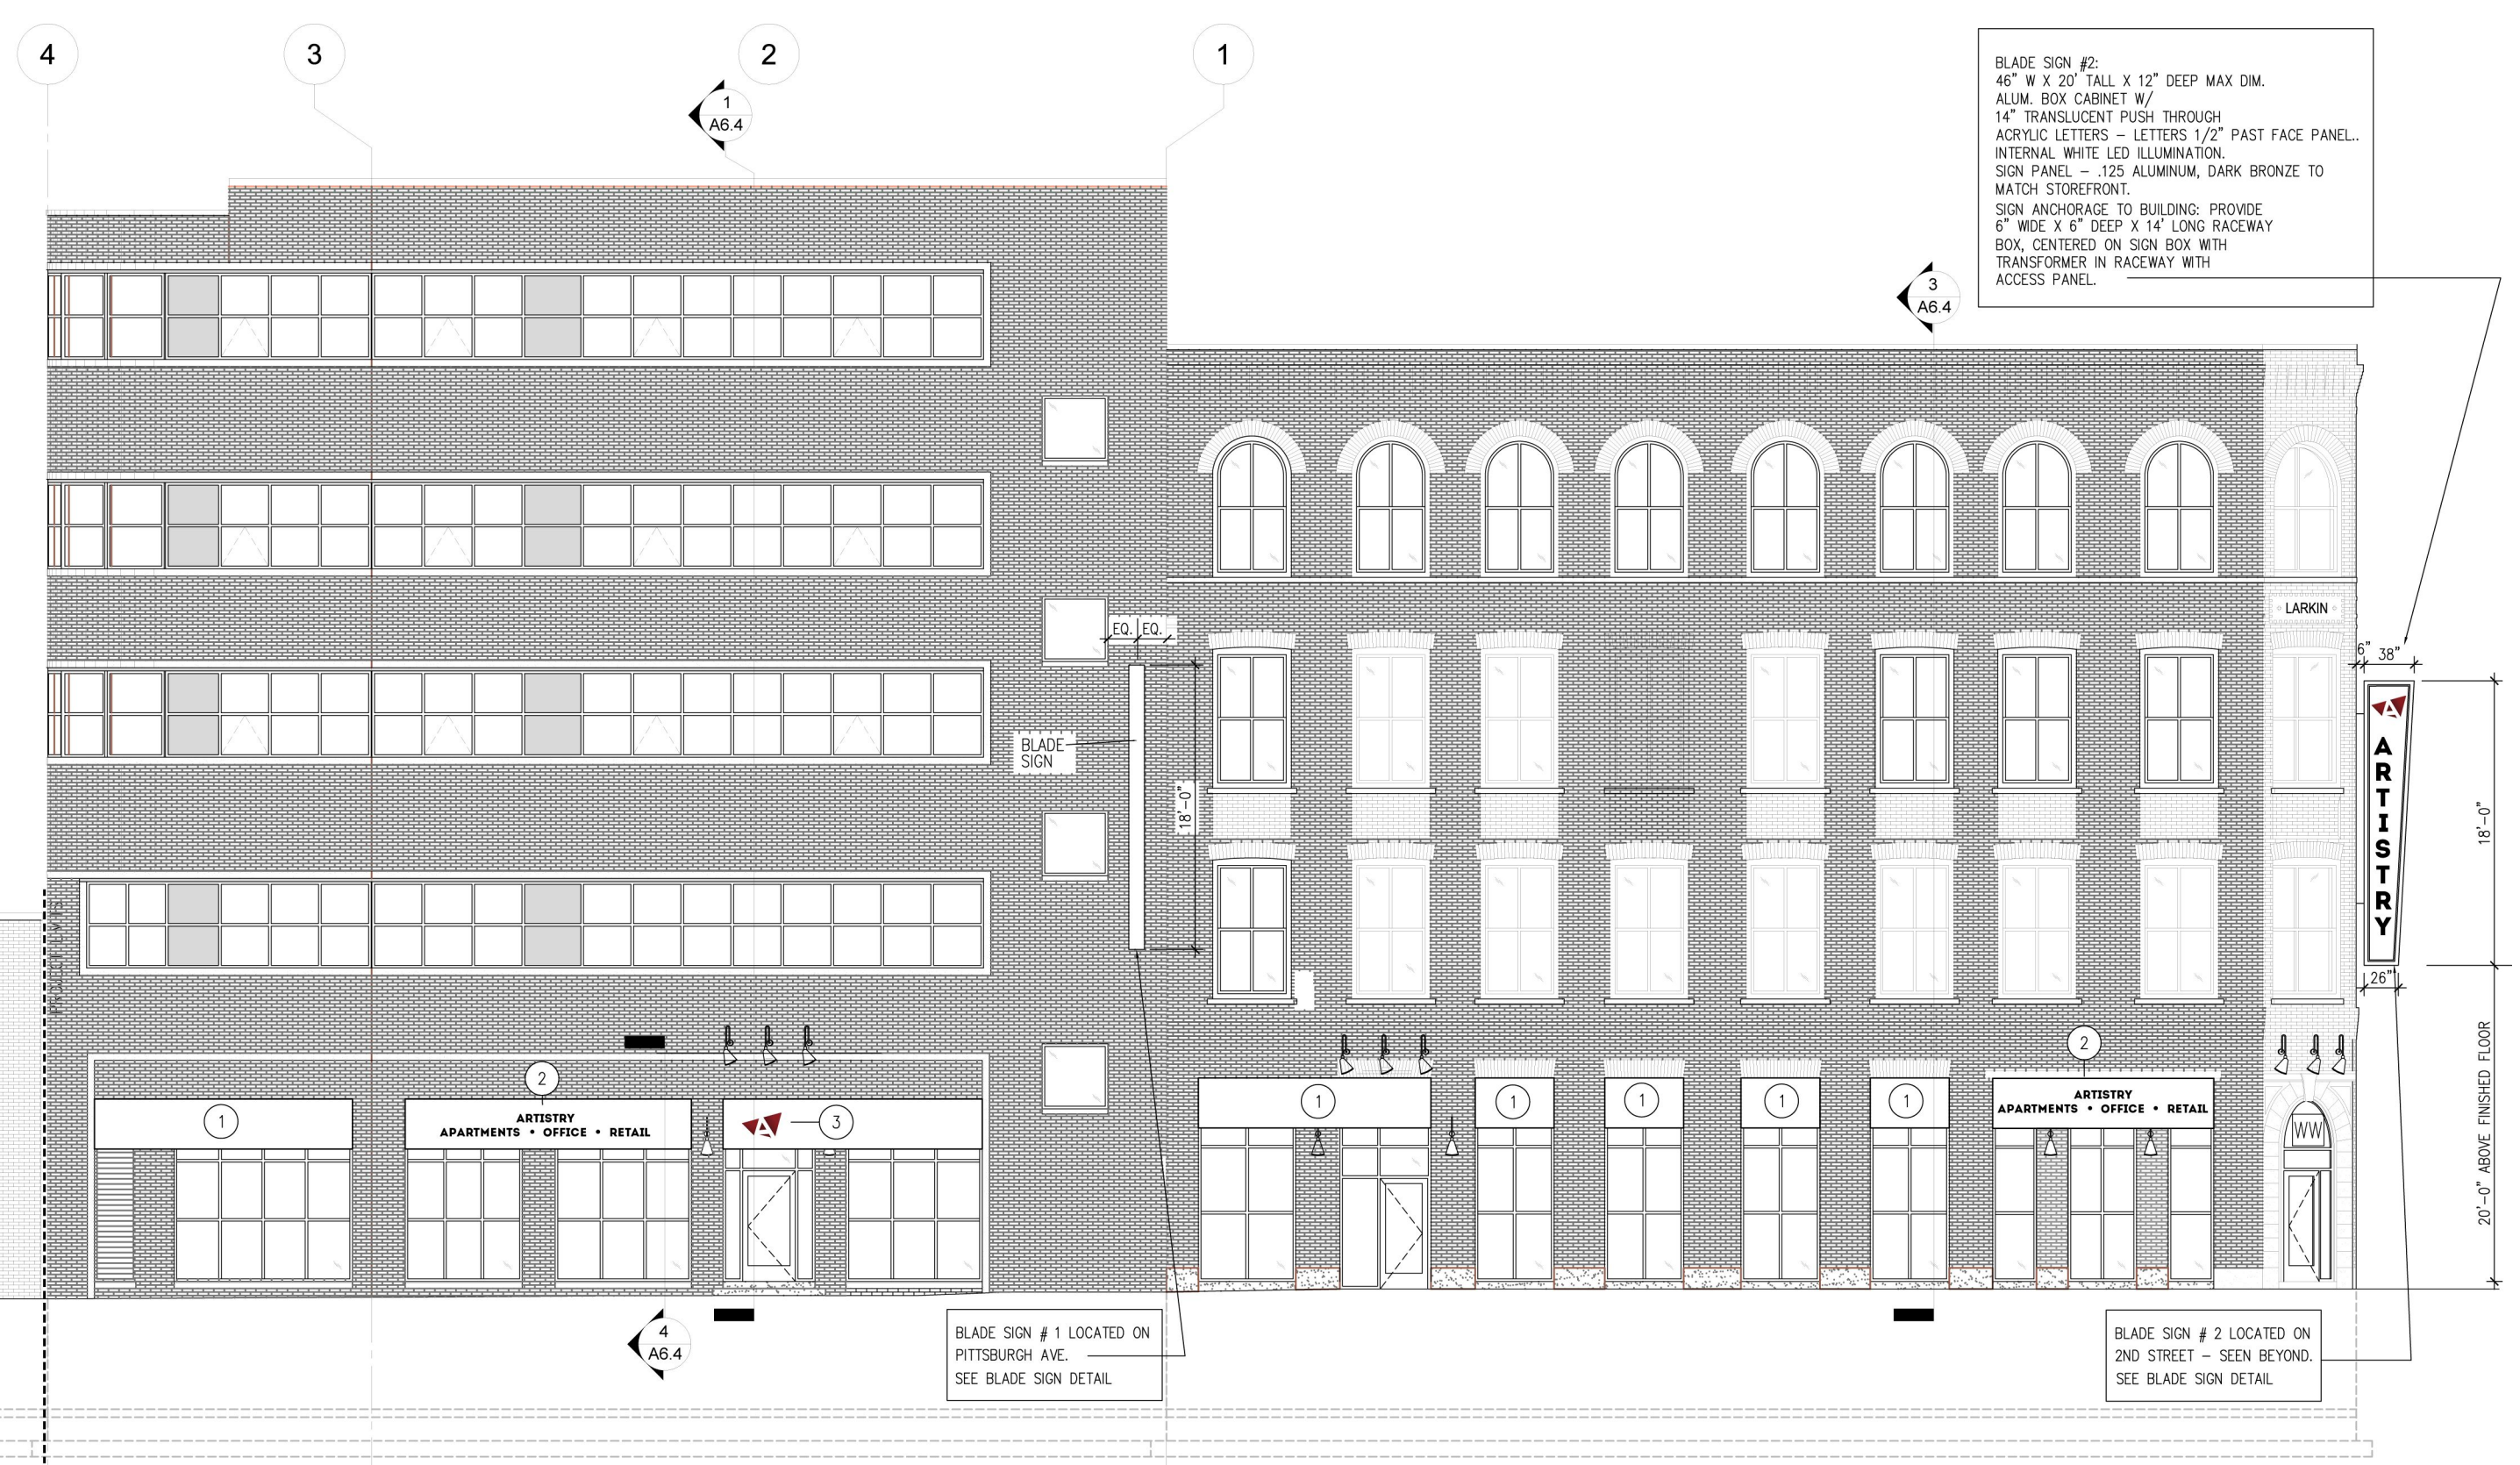 4
3
2
1
1
A6.4
BLADE SIGN #2:
46" W X 20' TALL X 12" DEEP MAX DIM.
ALUM. BOX CABINET W/
14" TRANSLUCENT PUSH THROUGH
ACRYLIC LETTERS – LETTERS 1/2" PAST FACE PANEL..
INTERNAL WHITE LED ILLUMINATION.
SIGN PANEL – .125 ALUMINUM, DARK BRONZE TO
MATCH STOREFRONT.
SIGN ANCHORAGE TO BUILDING: PROVIDE
6" WIDE X 6" DEEP X 14' LONG RACEWAY
BOX, CENTERED ON SIGN BOX WITH
TRANSFORMER IN RACEWAY WITH
ACCESS PANEL.
3
A6.4
LARKIN
EQ. EQ.
6" 38"
BLADE
SIGN
18'-0"
A
ARTISTRY
18'-0"
26"
20'-0" ABOVE FINISHED FLOOR
1
2
ARTISTRY
APARTMENTS • OFFICE • RETAIL
A
3
1
1
1
1
1
2
ARTISTRY
APARTMENTS • OFFICE • RETAIL
WW
4
A6.4
BLADE SIGN # 1 LOCATED ON
PITTSBURGH AVE.
SEE BLADE SIGN DETAIL
BLADE SIGN # 2 LOCATED ON
2ND STREET – SEEN BEYOND.
SEE BLADE SIGN DETAIL